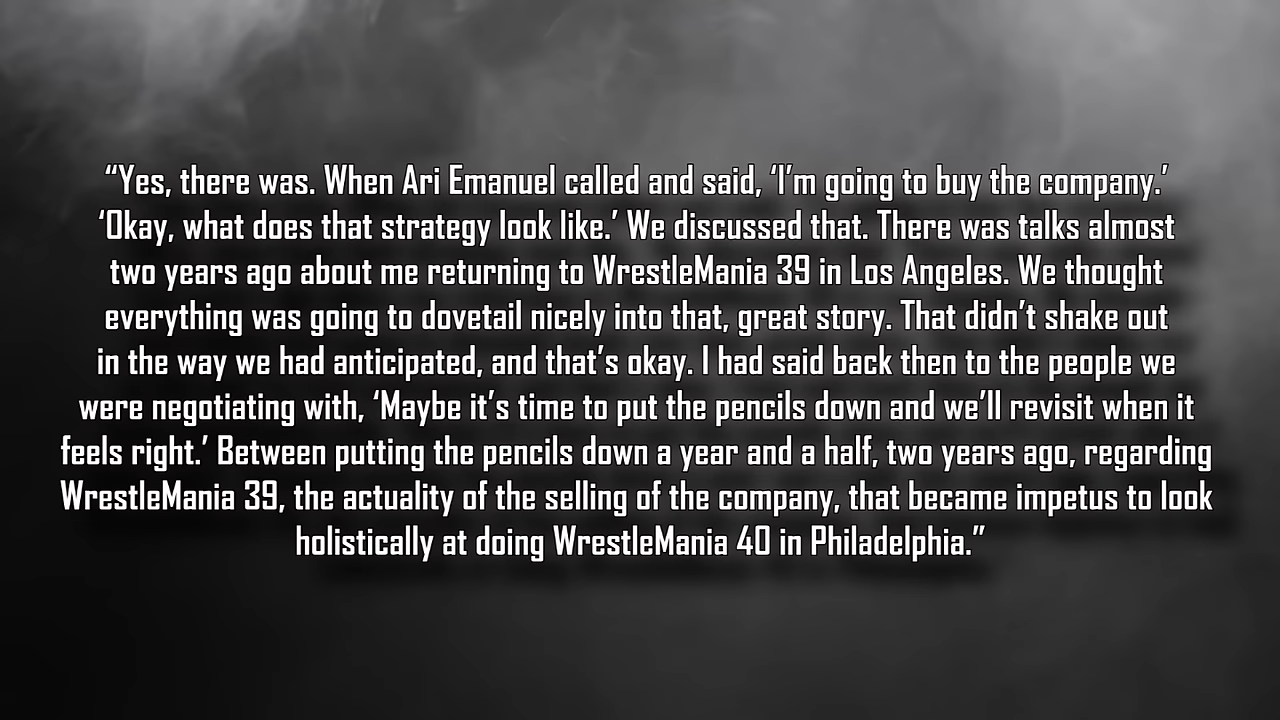 “Yes, there was. When Ari Emanuel called and said, ‘I’m going to buy the company.’
‘Okay, what does that strategy look like.’ We discussed that. There was talks almost
two years ago about me returning to WrestleMania 39 in Los Angeles. We thought
everything was going to dovetail nicely into that, great story. That didn’t shake out
in the way we had anticipated, and that’s okay. I had said back then to the people we
were negotiating with, ‘Maybe it’s time to put the pencils down and we’ll revisit when it
feels right.’ Between putting the pencils down a year and a half, two years ago, regarding
WrestleMania 39, the actuality of the selling of the company, that became impetus to look
holistically at doing WrestleMania 40 in Philadelphia.”